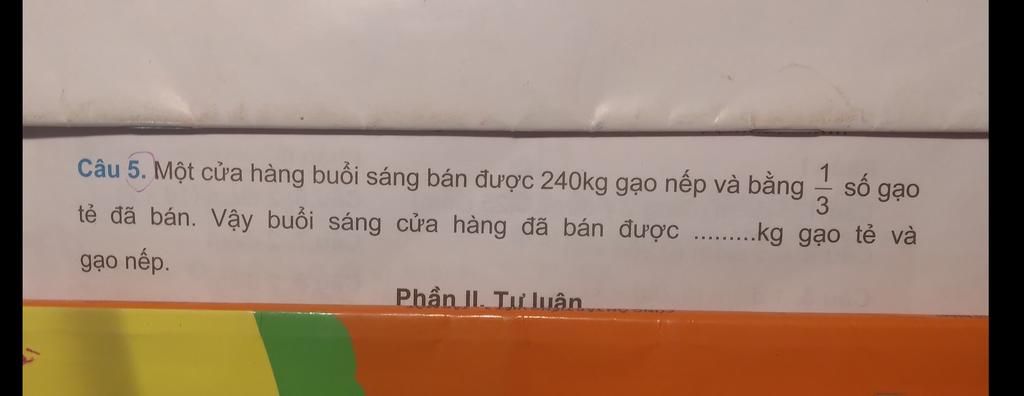 Câu 5. Một cửa hàng buổi sáng bán được 240kg gạo nếp và bằng 1/3 số gạo
tẻ đã bán. Vậy buổi sáng cửa hàng đã bán được .........kg gạo tẻ và
gạo nếp.
Phần II. Tự luận